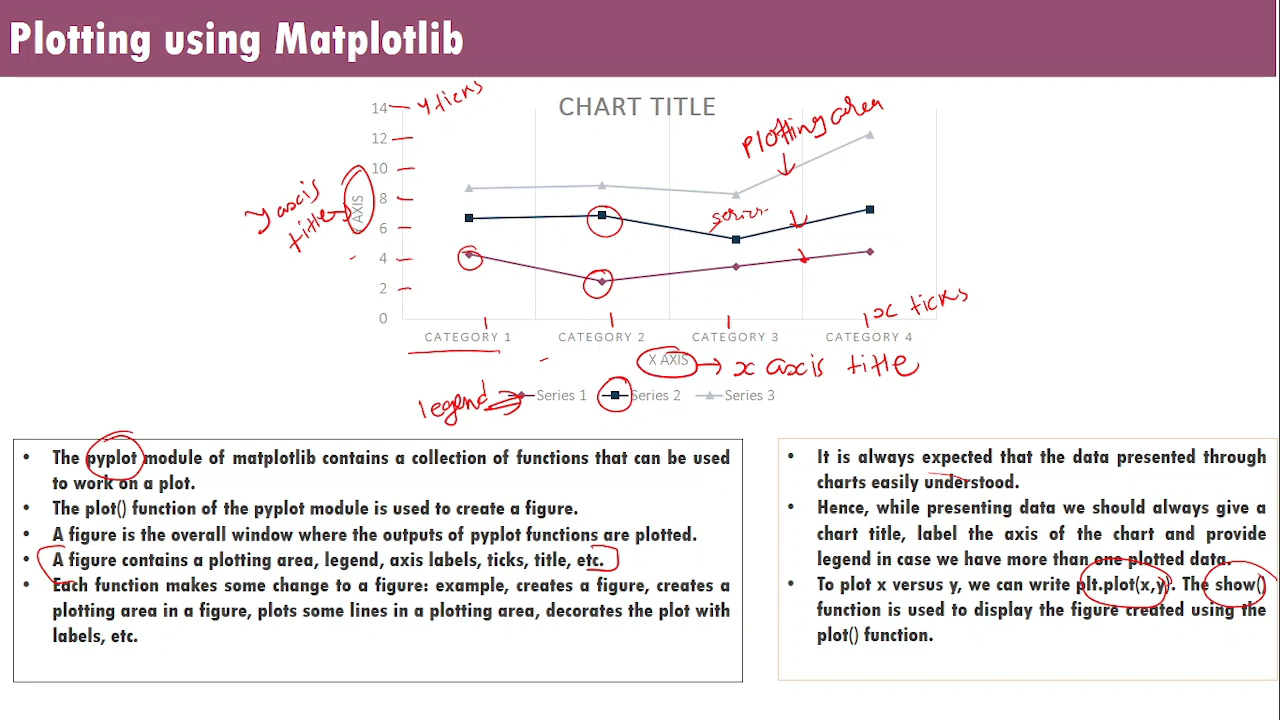 Plotting using Matplotlib
CHART TITLE
14
12
10
8
6
4
2
0
y ticks
Plotting area
y axis
title
AXIS
series
x ticks
CATEGORY 1 CATEGORY 2 CATEGORY 3 CATEGORY 4
X AXIS
x axis title
legend
Series 1 Series 2 Series 3
• The pyplot module of matplotlib contains a collection of functions that can be used
to work on a plot.
• The plot() function of the pyplot module is used to create a figure.
• A figure is the overall window where the outputs of pyplot functions are plotted.
• A figure contains a plotting area, legend, axis labels, ticks, title, etc.
• Each function makes some change to a figure: example, creates a figure, creates a
plotting area in a figure, plots some lines in a plotting area, decorates the plot with
labels, etc.
• It is always expected that the data presented through
charts easily understood.
• Hence, while presenting data we should always give a
chart title, label the axis of the chart and provide
legend in case we have more than one plotted data.
• To plot x versus y, we can write plt.plot(x,y). The show()
function is used to display the figure created using the
plot() function.